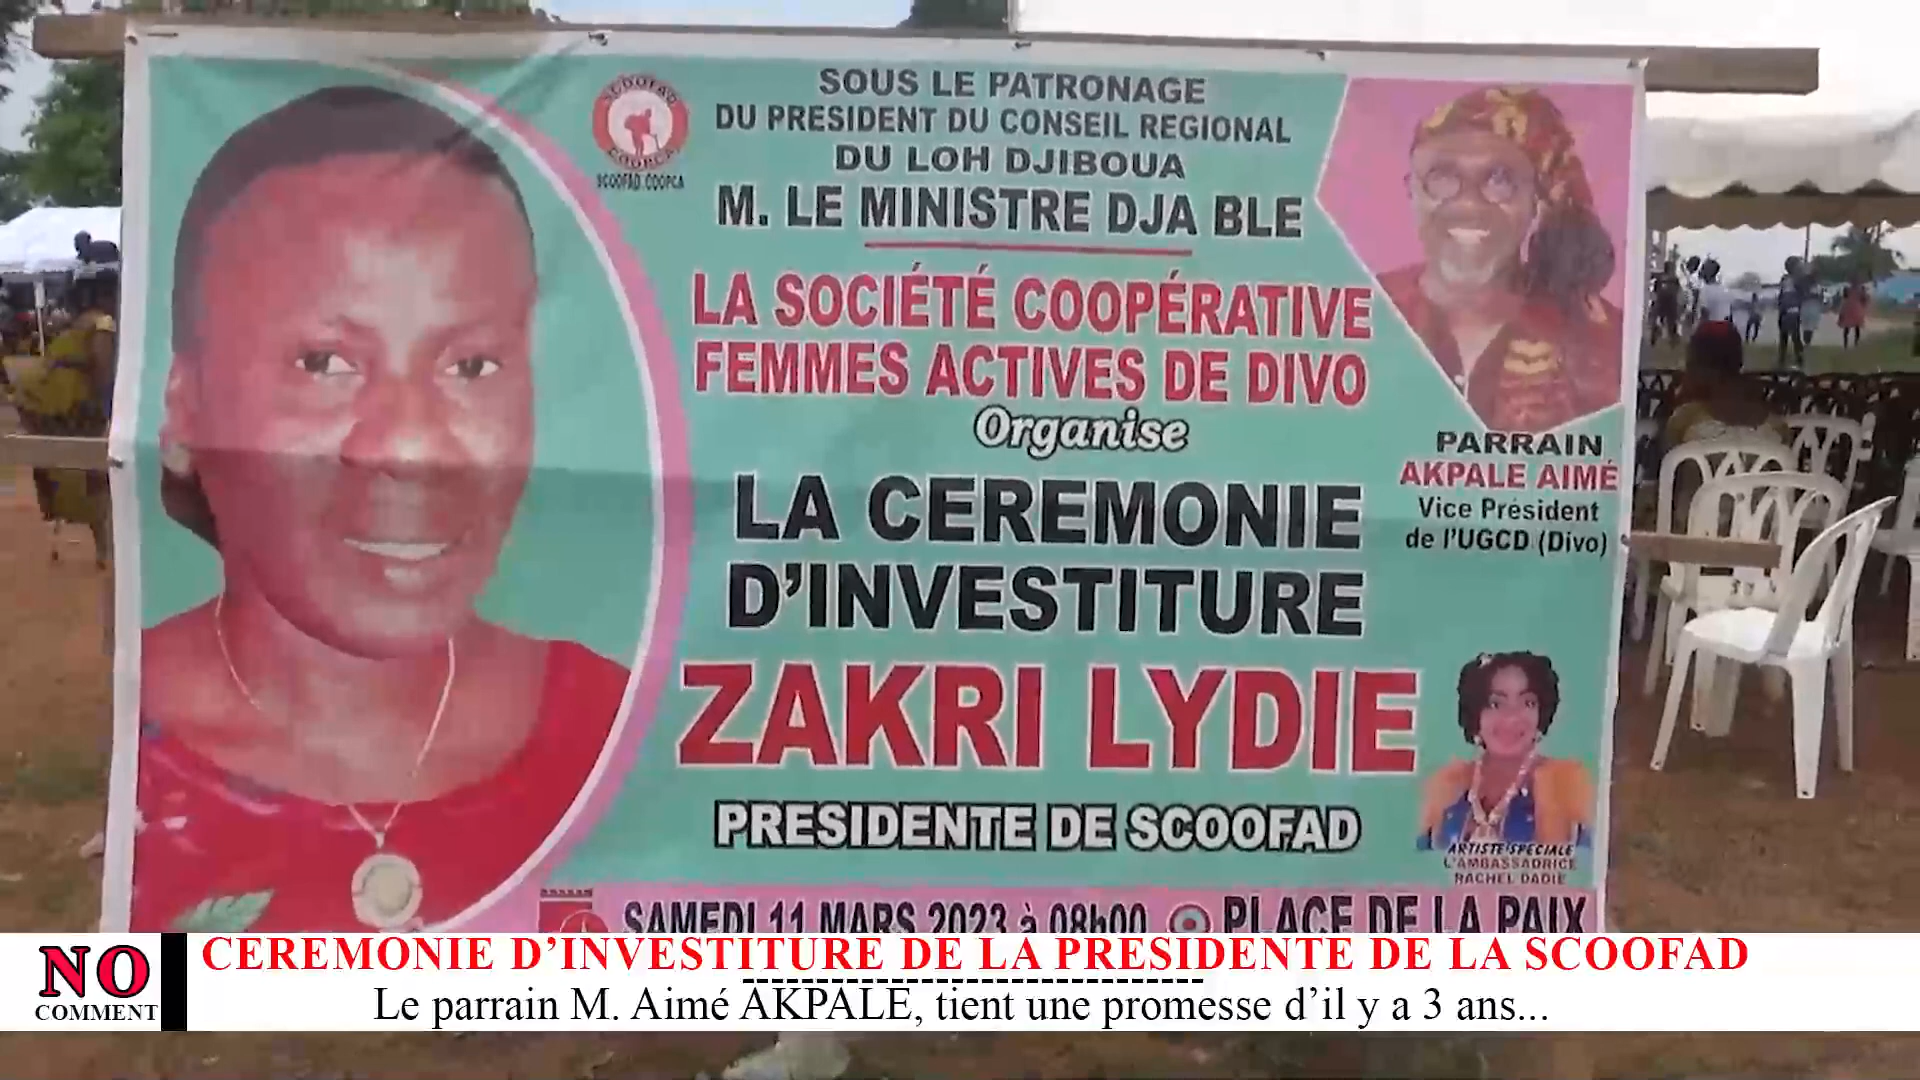 SCOOFAD
COOPCA
SCOOFAD.COOPCA
SOUS LE PATRONAGE
DU PRESIDENT DU CONSEIL REGIONAL
DU LOH DJIBOUA
M. LE MINISTRE DJA BLE
LA SOCIÉTÉ COOPÉRATIVE
FEMMES ACTIVES DE DIVO
Organise
LA CEREMONIE
D'INVESTITURE
ZAKRI LYDIE
PRESIDENTE DE SCOOFAD
PARRAIN
AKPALE AIMÉ
Vice Président
de l'UGCD (Divo)
ARTISTE SPECIALE
L'AMBASSADRICE
RACHEL DADIE
SAMEDI 11 MARS 2023 à 08h00 PLACE DE LA PAIX
NO
COMMENT
CEREMONIE D'INVESTITURE DE LA PRESIDENTE DE LA SCOOFAD
Le parrain M. Aimé AKPALE, tient une promesse d'il y a 3 ans...